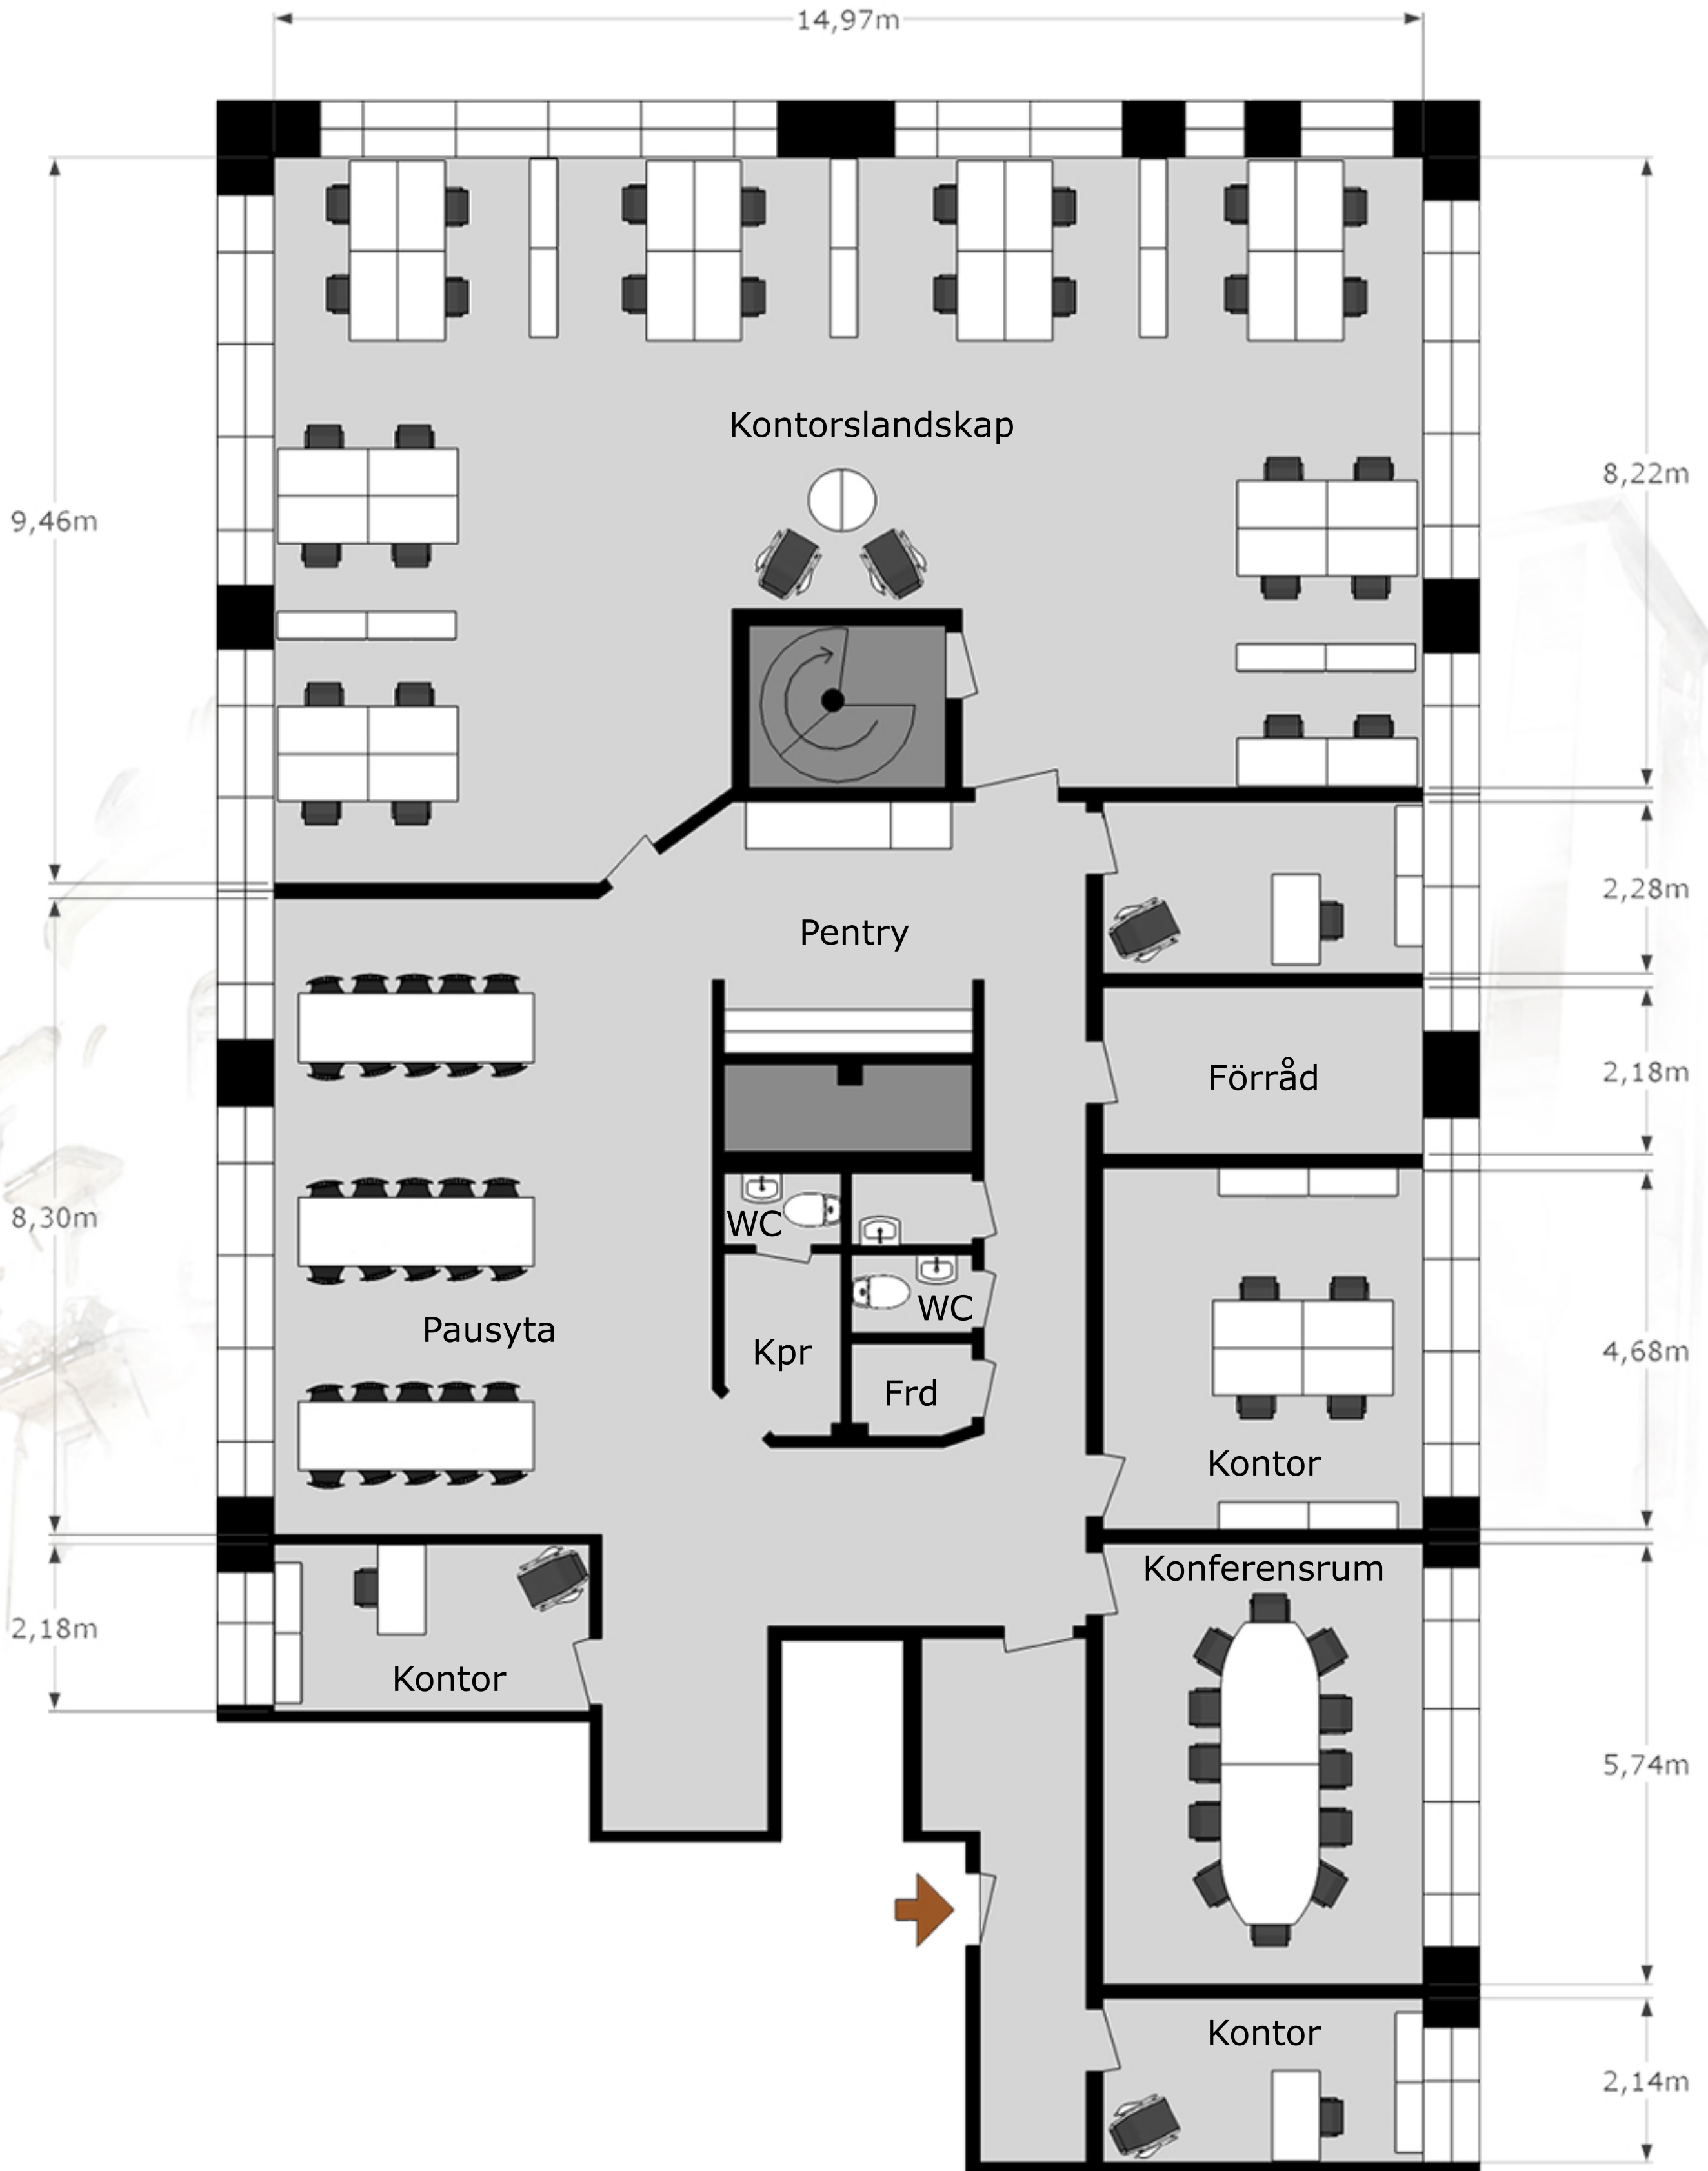 14,97m
Kontorslandskap
8,22m
9,46m
2,28m
Pentry
Förråd
2,18m
WC
8,30m
WC
Pausyta
Kpr
4,68m
Frd
Kontor
Konferensrum
2,18m
Kontor
5,74m
Kontor
2,14m